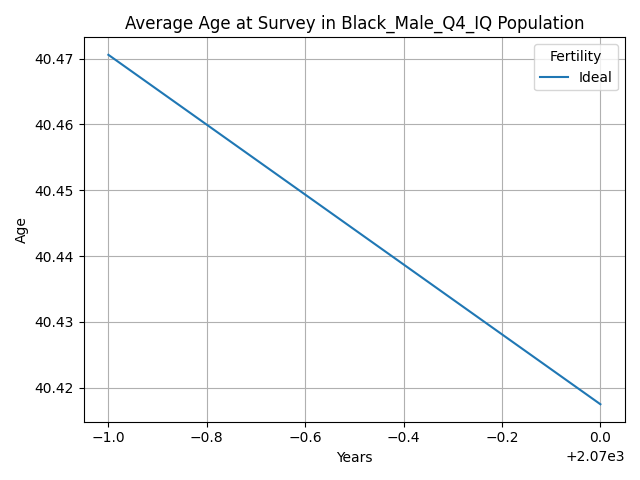 Average Age at Survey in Black_Male_Q4_IQ Population
Fertility
Ideal
40.47
40.46
40.45
40.44
40.43
40.42
Age
−1.0 −0.8 −0.6 −0.4 −0.2 0.0
+2.07e3
Years